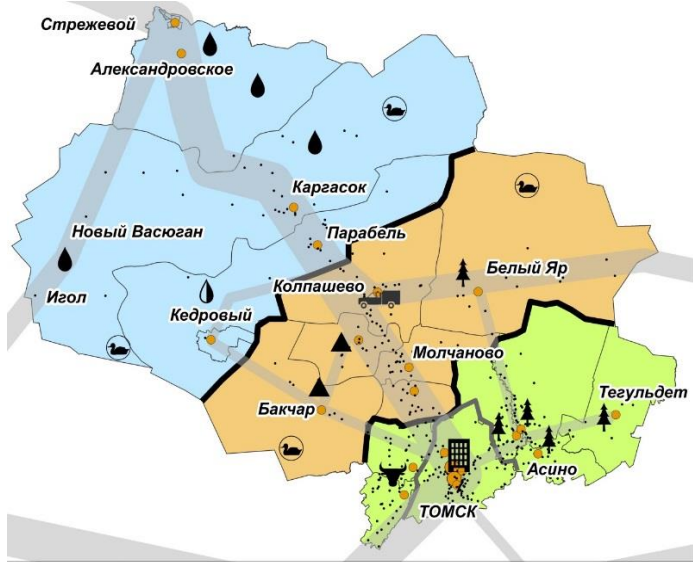 Стрежевой
Александровское
Каргасок
Новый Васюган
Парабель
Белый Яр
Колпашево
Игол
Кедровый
Молчаново
Тегульдет
Бакчар
Асино
ТОМСК